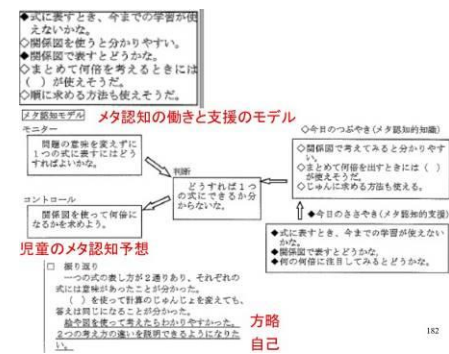 ◆式に表すとき、今までの学習が使
えないかな。
◇関係図を使うと分かりやすい。
◆関係図で表すとどうかな。
◇まとめて何倍を考えるときには
（　）が使えそうだ。
◇順に求める方法も使えそうだ。
メタ認知の働きと支援のモデル
メタ認知モデル
モニター
問題の意味を変えずに
１つの式に表すにはどう
すればよいかな。
判断
どうすれば１つ
の式にできるか分
からないな。
コントロール
関係図を使って何倍に
なるかを求めよう。
◇今日のつぶやき(メタ認知的知識)
◇関係図で考えてみると分かりやす
い。
◇まとめて何倍を出すときには（　）
が使えそうだ。
◇じゅんに求める方法も使える。
◆今日のささやき(メタ認知的支援)
◆式に表すとき、今までの学習が使えない
かな。
◆関係図で表すとどうかな、
◆何の何倍に注目してみるとどうかな。
児童のメタ認知予想
□　振り返り
一つの式の表し方が２通りあり、それぞれの
式には意味があったことが分かった。
（　）を使って計算のじゅんじょを変えても、
答えは同じになることが分かった。
絵や図を使って考えたらわかりやすかった。
２つの考え方の違いを説明できるようになりた
い。
方略
自己
182